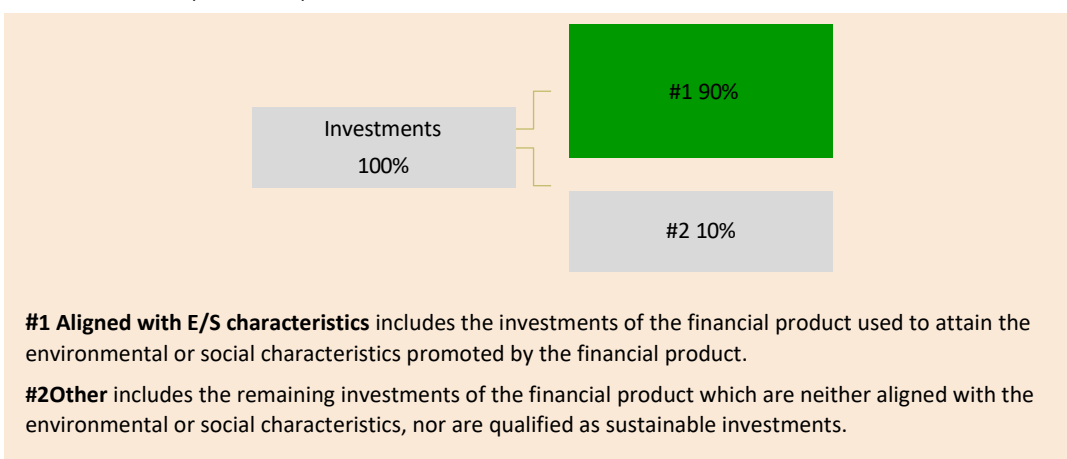 #1 90%
Investments
100%
#2 10%
#1 Aligned with E/S characteristics includes the investments of the financial product used to attain the
environmental or social characteristics promoted by the financial product.
#2Other includes the remaining investments of the financial product which are neither aligned with the
environmental or social characteristics, nor are qualified as sustainable investments.